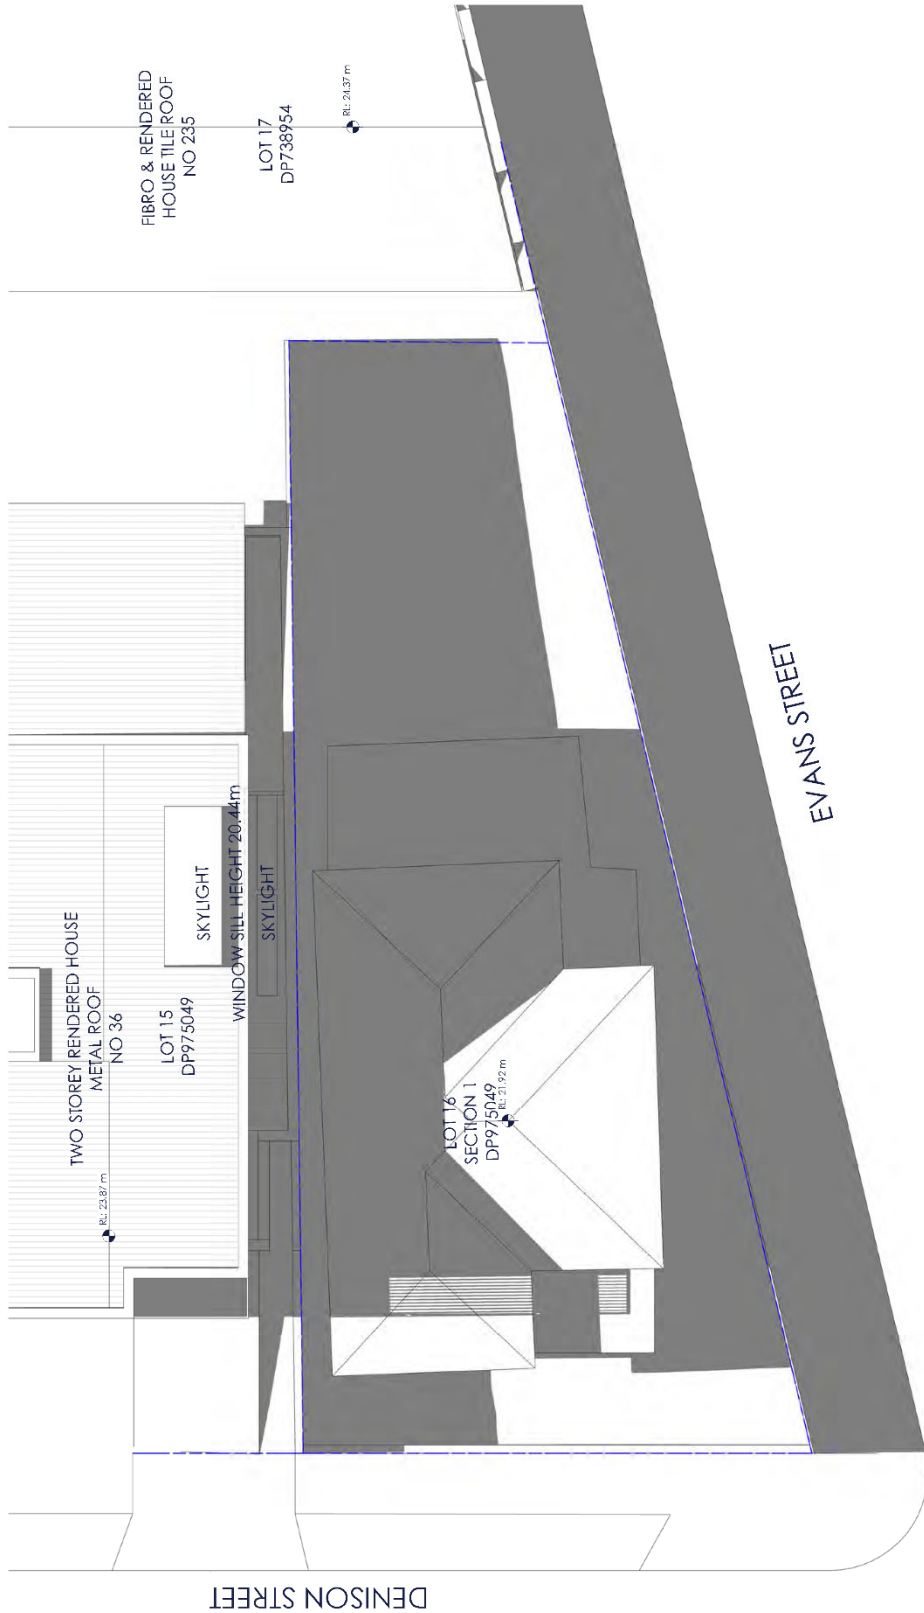 FIBRO & RENDERED
HOUSE TILE ROOF
NO 235
LOT 17
DP738954
RL: 24.37 m
EVANS STREET
TWO STOREY RENDERED HOUSE
METAL ROOF
NO 36
LOT 15
DP975049
SKYLIGHT
WINDOW SILL HEIGHT 20.44m
SKYLIGHT
RL: 23.87 m
LOT 16
SECTION 1
DP975049
RL: 21.92 m
DENISON STREET